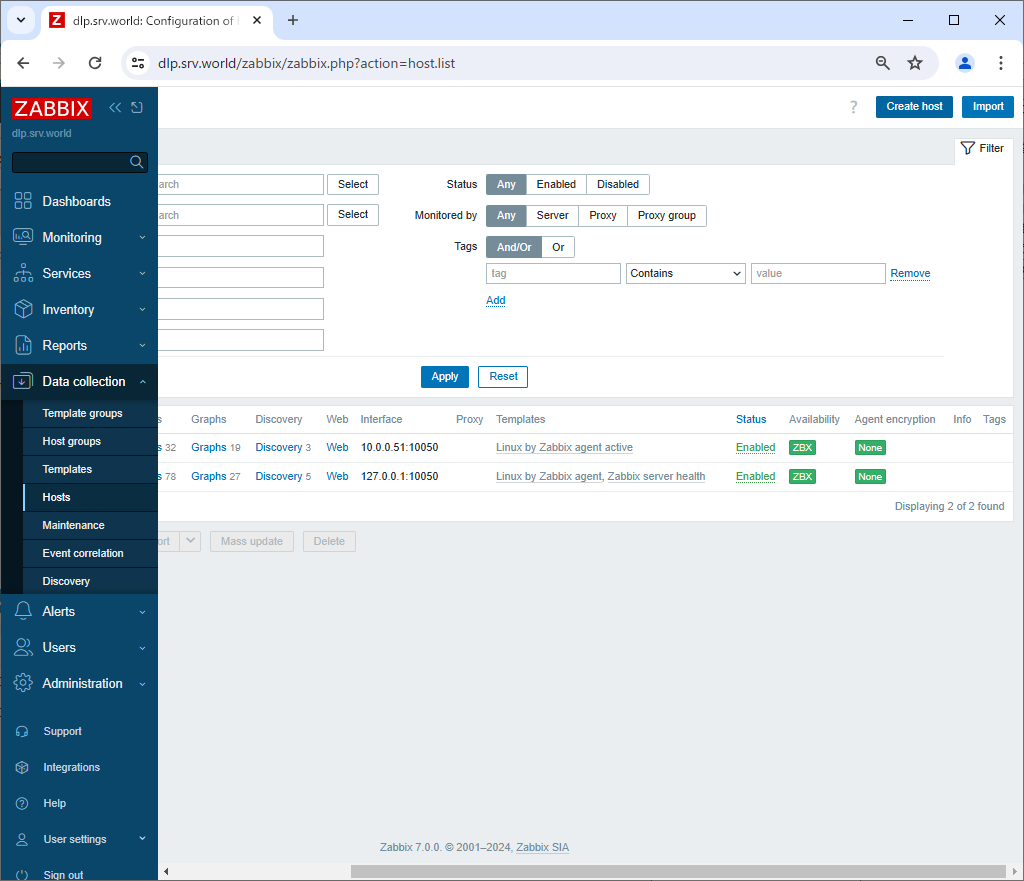 Z dlp.srv.world: Configuration of
dlp.srv.world/zabbix/zabbix.php?action=host.list
ZABBIX
dlp.srv.world
? Create host Import
Filter
Dashboards
Monitoring
Services
Inventory
Reports
Data collection
Template groups
Host groups
Templates
Hosts
Maintenance
Event correlation
Discovery
Alerts
Users
Administration
Support
Integrations
Help
User settings
Sign out
arch Select Status Any Enabled Disabled
arch Select Monitored by Any Server Proxy Proxy group
Tags And/Or Or
tag Contains value Remove
Add
Apply Reset
s Graphs Discovery Web Interface Proxy Templates Status Availability Agent encryption Info Tags
s 32 Graphs 19 Discovery 3 Web 10.0.0.51:10050 Linux by Zabbix agent active Enabled ZBX None
s 78 Graphs 27 Discovery 5 Web 127.0.0.1:10050 Linux by Zabbix agent, Zabbix server health Enabled ZBX None
Displaying 2 of 2 found
ort Mass update Delete
Zabbix 7.0.0. © 2001–2024, Zabbix SIA